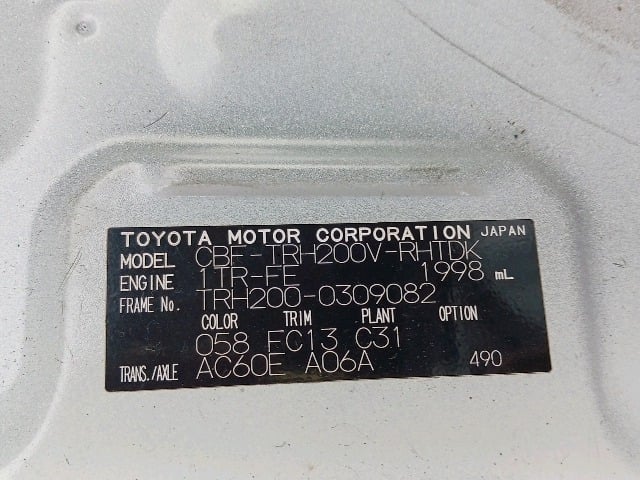 TOYOTA MOTOR CORPORATION JAPAN
MODEL CBF-TRH200V-RHTDK
ENGINE 1TR-FE 1998 mL
FRAME No. TRH200-0309082
COLOR TRIM PLANT OPTION
058 FC13 C31
TRANS./AXLE AC60E A06A 490